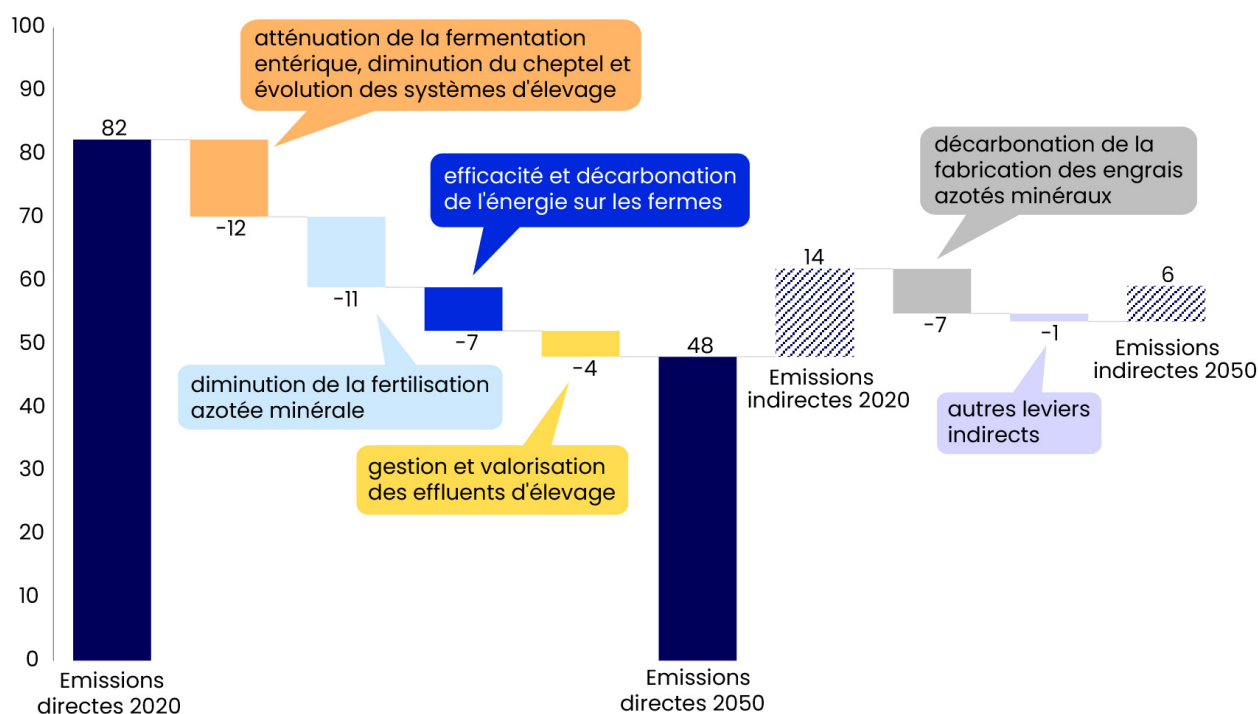 100
90
80
70
60
50
40
30
20
10
0
82
atténuation de la fermentation
entérique, diminution du cheptel et
évolution des systèmes d'élevage
-12
-11
diminution de la fertilisation
azotée minérale
efficacité et décarbonation
de l'énergie sur les fermes
-7
-4
gestion et valorisation
des effluents d'élevage
48
14
Emissions
indirectes 2020
décarbonation de la
fabrication des engrais
azotés minéraux
-7
-1
autres leviers
indirects
6
Emissions
indirectes 2050
Emissions
directes 2020
Emissions
directes 2050